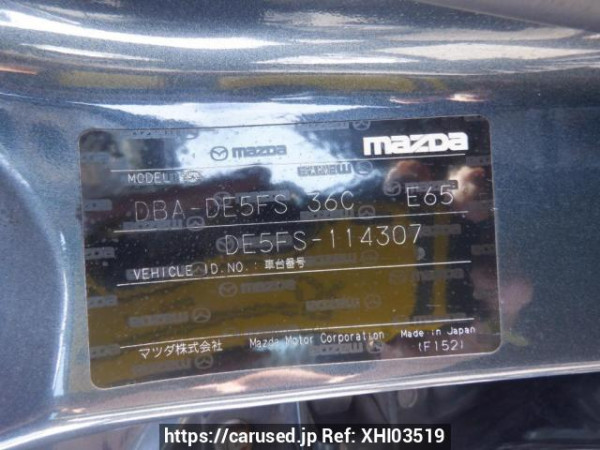 mazda
mazda
MODEL:
DBA-DE5FS 36C E65
DE5FS-114307
VEHICLE ID.NO.:車台番号
マツダ株式会社 Mazda Motor Corporation Made in Japan
(F152)
https://carused.jp Ref: XHI03519